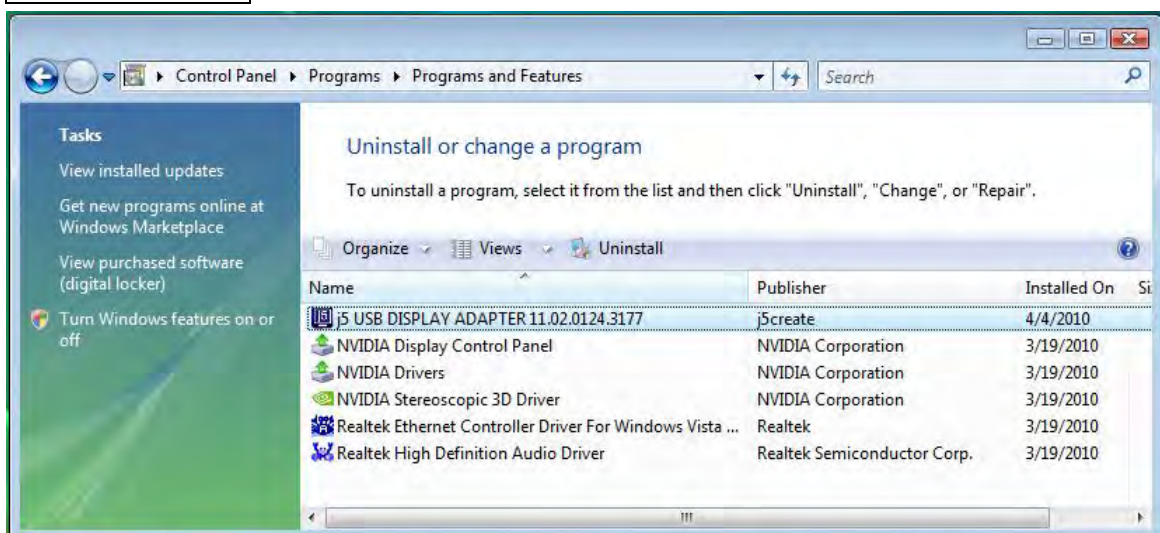 Control Panel ▸ Programs ▸ Programs and Features
Search
Tasks
View installed updates
Get new programs online at
Windows Marketplace
View purchased software
(digital locker)
Turn Windows features on or
off
Uninstall or change a program
To uninstall a program, select it from the list and then click "Uninstall", "Change", or "Repair".
Organize Views Uninstall
Name Publisher Installed On Si
j5 USB DISPLAY ADAPTER 11.02.0124.3177 j5create 4/4/2010
NVIDIA Display Control Panel NVIDIA Corporation 3/19/2010
NVIDIA Drivers NVIDIA Corporation 3/19/2010
NVIDIA Stereoscopic 3D Driver NVIDIA Corporation 3/19/2010
Realtek Ethernet Controller Driver For Windows Vista ... Realtek 3/19/2010
Realtek High Definition Audio Driver Realtek Semiconductor Corp. 3/19/2010